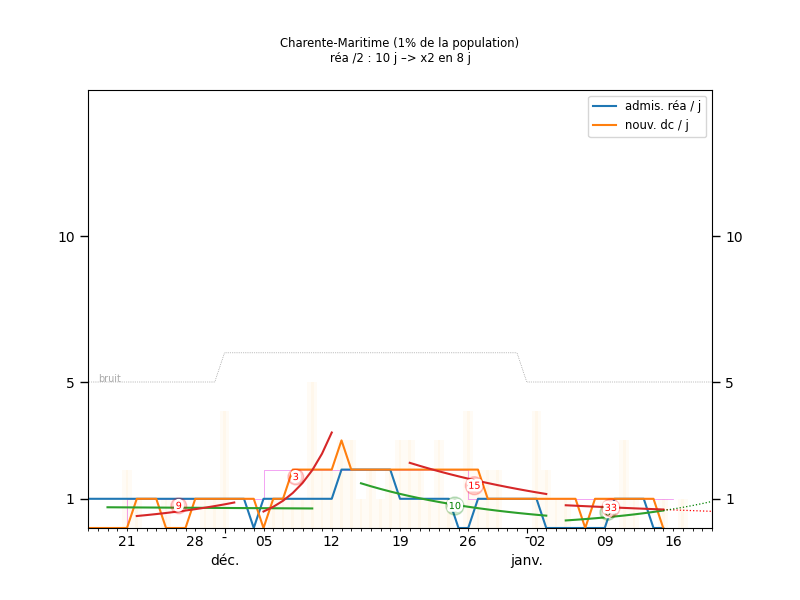 Charente-Maritime (1% de la population)
réa /2 : 10 j –> x2 en 8 j
admis. réa / j
nouv. dc / j
10 10
bruit
5 5
3
15
9 10 33
1 1
21 28 - 05 12 19 26 - 02 09 16
déc. janv.